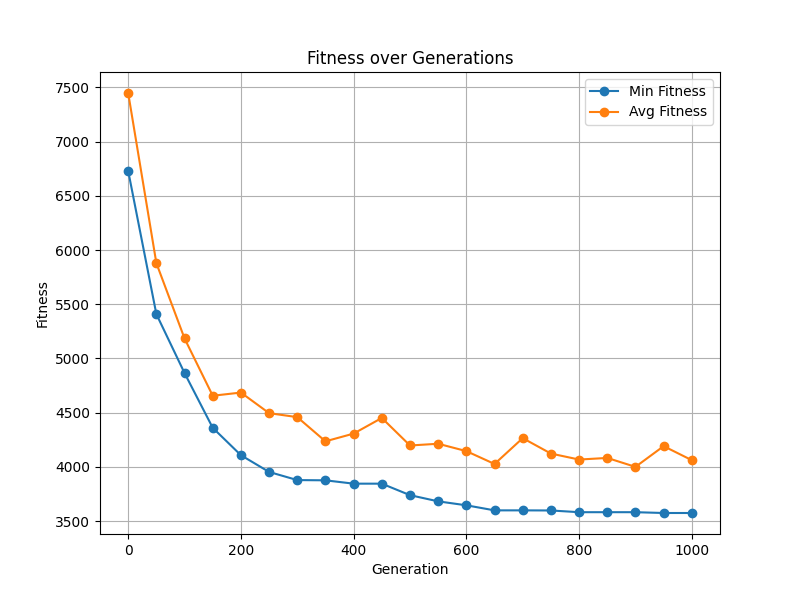 Fitness over Generations
Min Fitness
Avg Fitness
7500
7000
6500
6000
5500
5000
4500
4000
3500
Fitness
0 200 400 600 800 1000
Generation